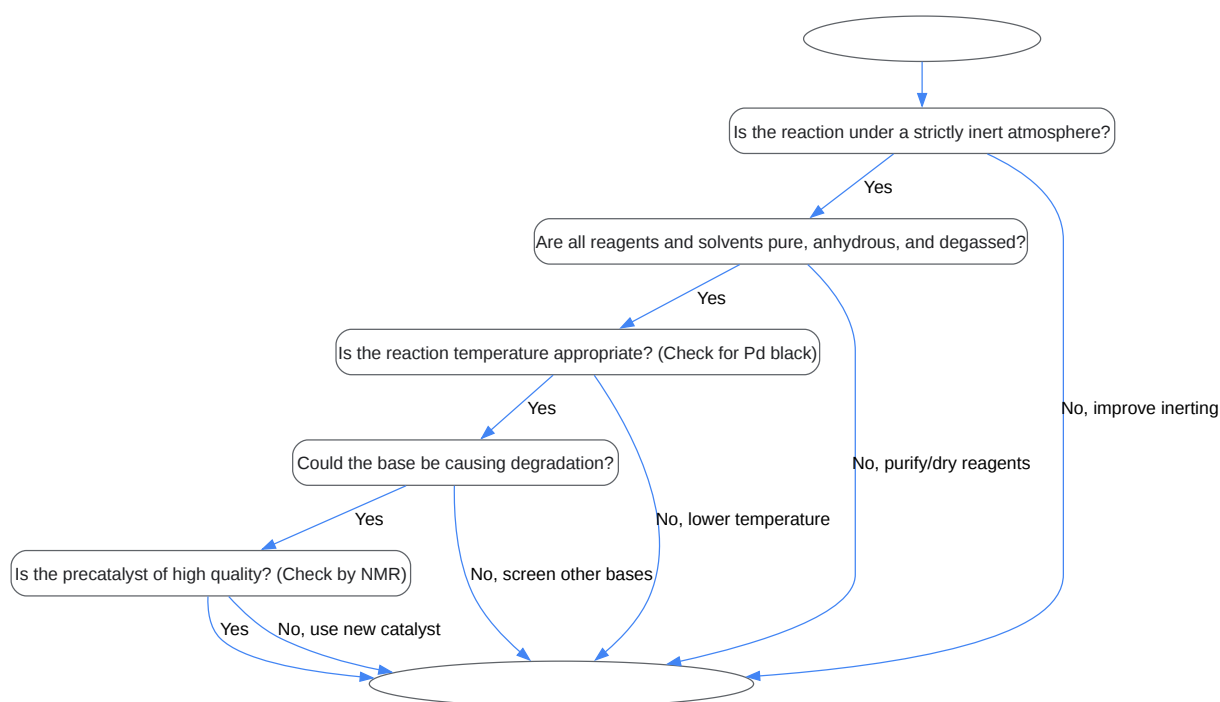 Is the reaction under a strictly inert atmosphere?
Yes
Are all reagents and solvents pure, anhydrous, and degassed?
Yes
Is the reaction temperature appropriate? (Check for Pd black)
Yes
No, improve inerting
Could the base be causing degradation?
No, purify/dry reagents
Yes
No, lower temperature
Is the precatalyst of high quality? (Check by NMR)
No, screen other bases
Yes
No, use new catalyst